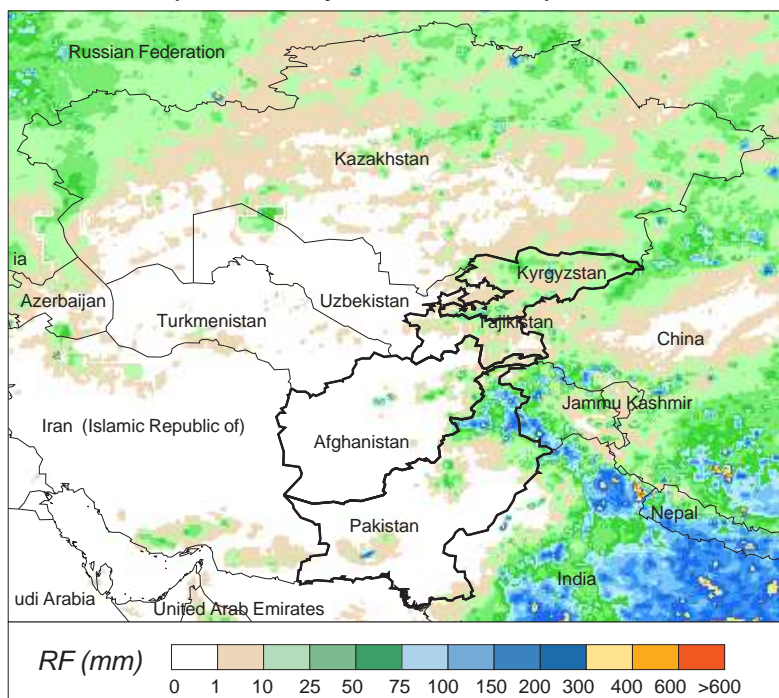 Russian Federation
Kazakhstan
ia
Kyrgyzstan
Azerbaijan
Uzbekistan
Turkmenistan
Tajikistan
China
Jammu Kashmir
Iran (Islamic Republic of)
Afghanistan
Nepal
Pakistan
India
udi Arabia
United Arab Emirates
RF (mm)
0 1 10 25 50 75 100 150 200 300 400 600 >600